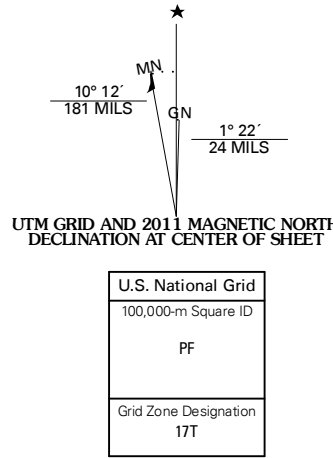 MN
10° 12´
181 MILS
GN
1° 22´
24 MILS
UTM GRID AND 2011 MAGNETIC NORTH
DECLINATION AT CENTER OF SHEET
U.S. National Grid
100,000-m Square ID
PF
Grid Zone Designation
17T